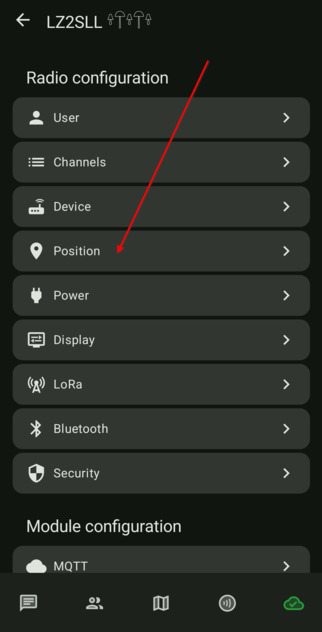 LZ2SLL
Radio configuration
User
Channels
Device
Position
Power
Display
LoRa
Bluetooth
Security
Module configuration
MQTT